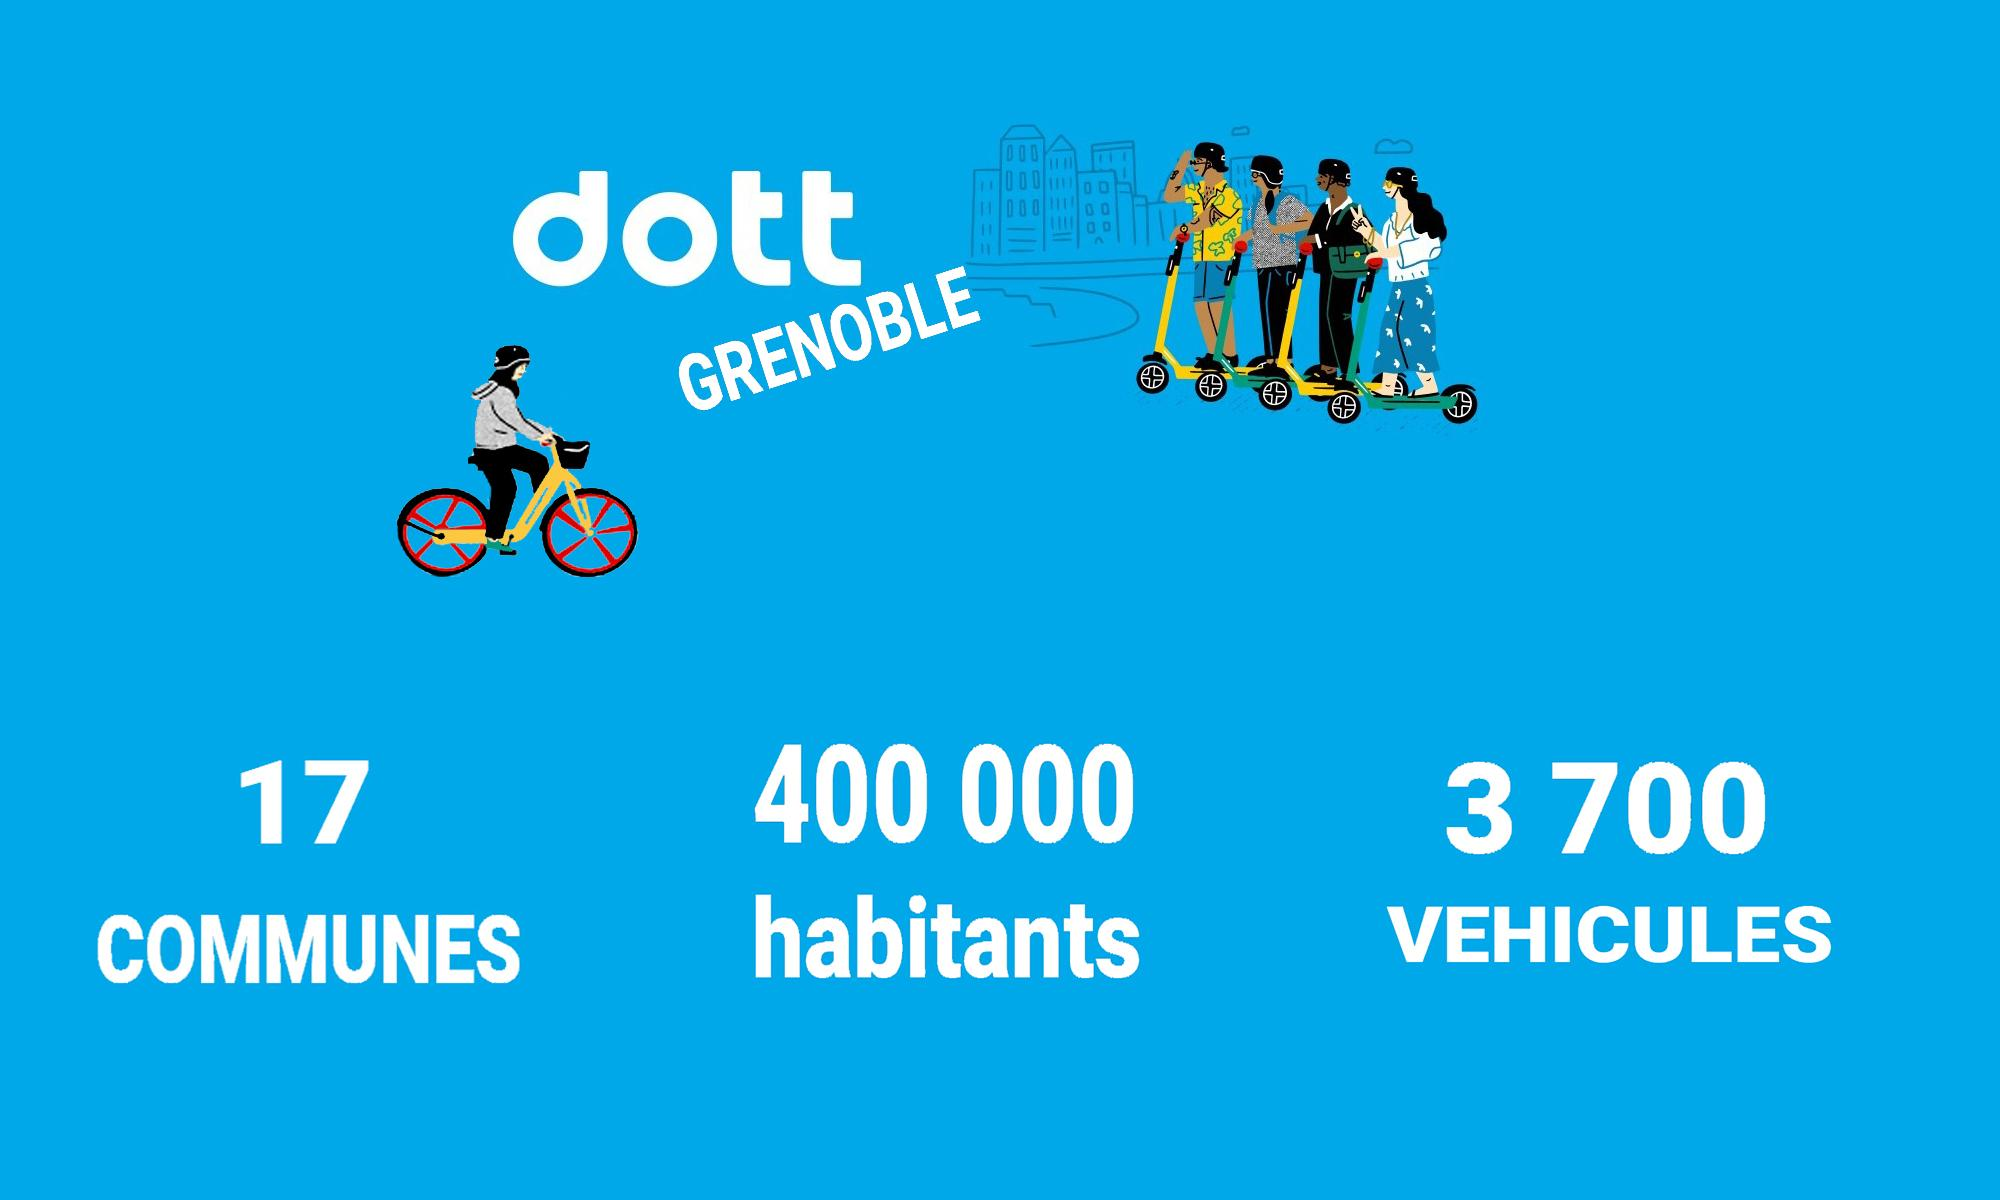 dott
GRENOBLE
17
COMMUNES
400 000
habitants
3 700
VEHICULES